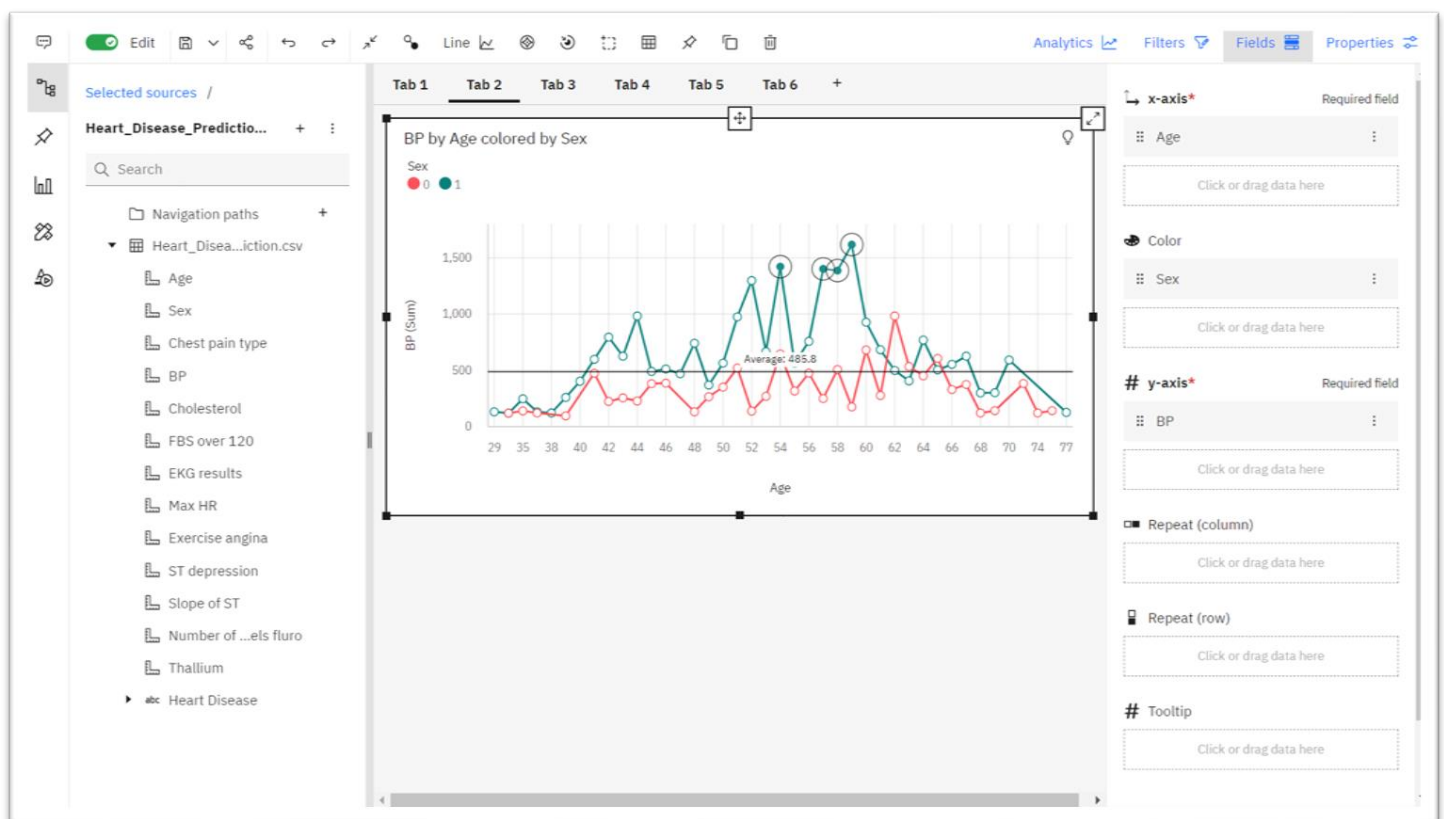 Edit
Line
Analytics
Filters
Fields
Properties
Selected sources /
Heart_Disease_Predictio...
+
Search
Navigation paths +
Heart_Disea...iction.csv
Age
Sex
Chest pain type
BP
Cholesterol
FBS over 120
EKG results
Max HR
Exercise angina
ST depression
Slope of ST
Number of ...els fluro
Thallium
abc Heart Disease
Tab 1 Tab 2 Tab 3 Tab 4 Tab 5 Tab 6 +
BP by Age colored by Sex
Sex
0 1
BP (Sum)
1,500
1,000
500
0
Average: 485.8
29 35 38 40 42 44 46 48 50 52 54 56 58 60 62 64 66 68 70 74 77
Age
x-axis* Required field
Age
Click or drag data here
Color
Sex
Click or drag data here
# y-axis* Required field
BP
Click or drag data here
Repeat (column)
Click or drag data here
Repeat (row)
Click or drag data here
# Tooltip
Click or drag data here